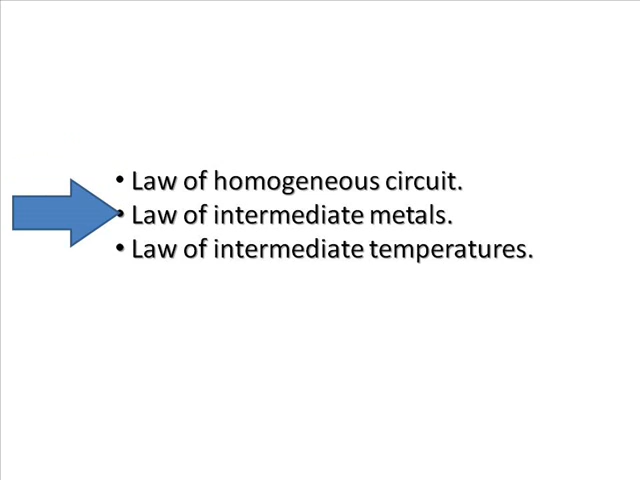 • Law of homogeneous circuit.
• Law of intermediate metals.
• Law of intermediate temperatures.